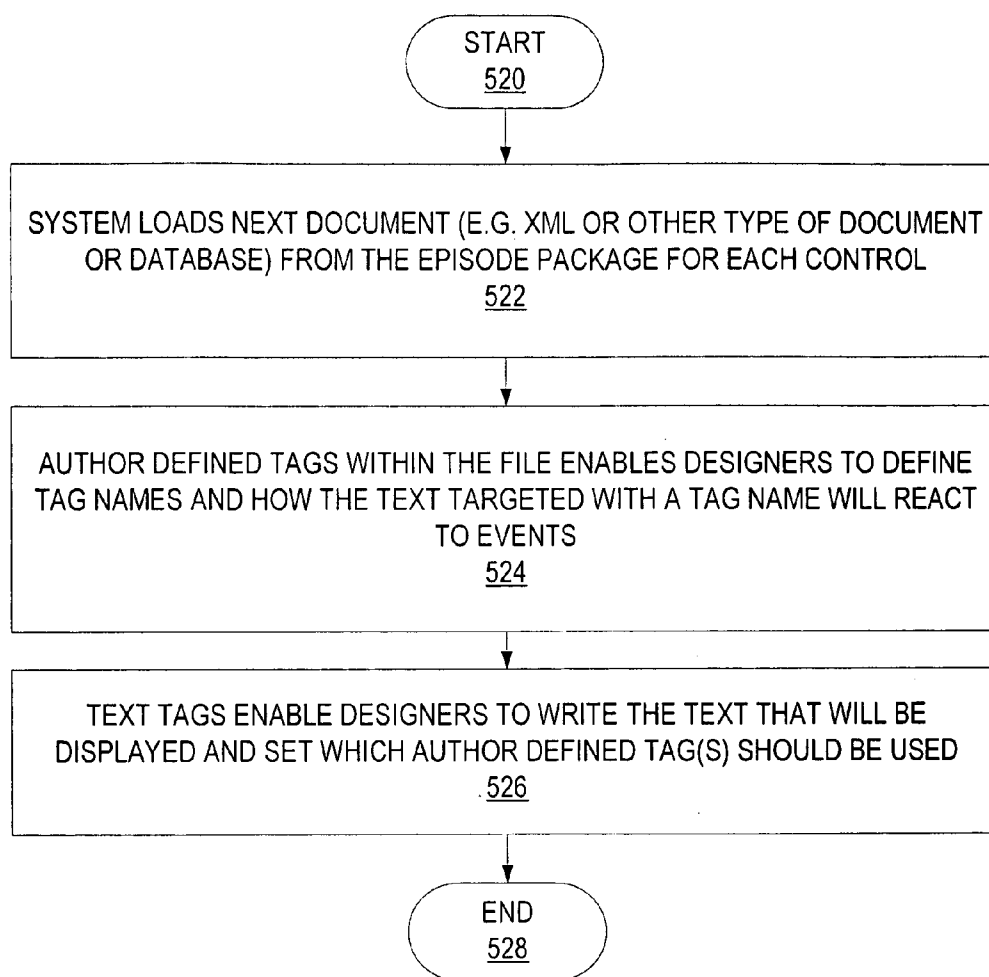 START
520
SYSTEM LOADS NEXT DOCUMENT (E.G. XML OR OTHER TYPE OF DOCUMENT
OR DATABASE) FROM THE EPISODE PACKAGE FOR EACH CONTROL
522
AUTHOR DEFINED TAGS WITHIN THE FILE ENABLES DESIGNERS TO DEFINE
TAG NAMES AND HOW THE TEXT TARGETED WITH A TAG NAME WILL REACT
TO EVENTS
524
TEXT TAGS ENABLE DESIGNERS TO WRITE THE TEXT THAT WILL BE
DISPLAYED AND SET WHICH AUTHOR DEFINED TAG(S) SHOULD BE USED
526
END
528